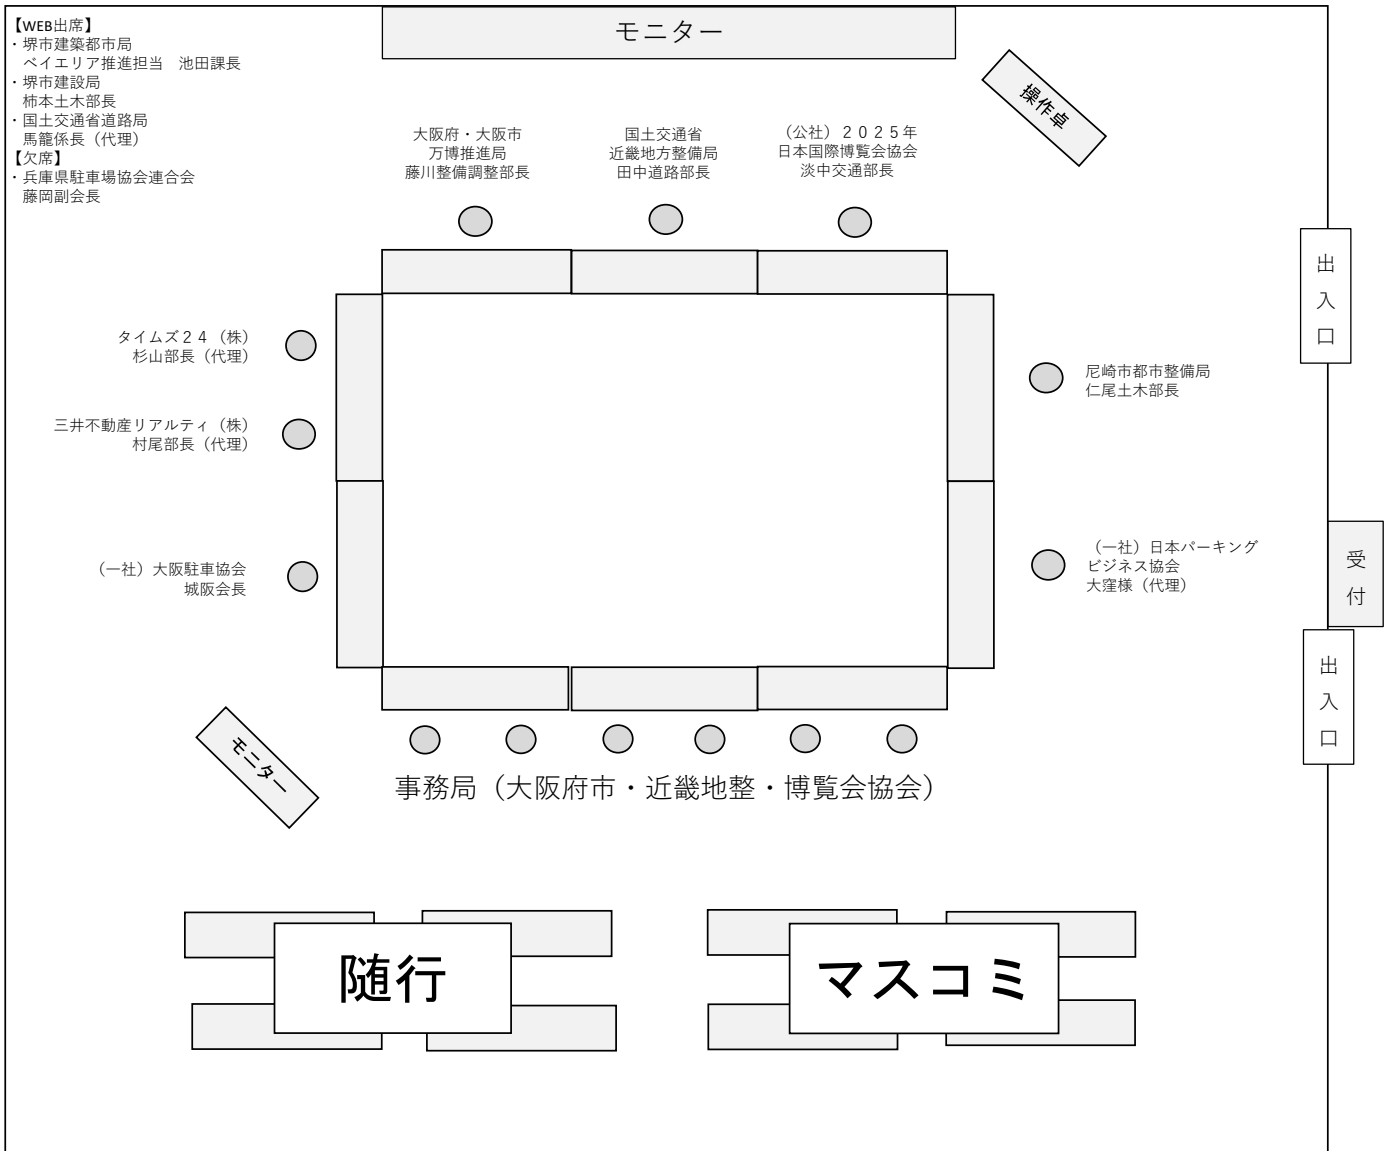 【WEB出席】
・堺市建築都市局
ベイエリア推進担当　池田課長
・堺市建設局
柿本土木部長
・国土交通省道路局
馬籠係長（代理）
【欠席】
・兵庫県駐車場協会連合会
藤岡副会長
モニター
操作卓
大阪府・大阪市
万博推進局
藤川整備調整部長
国土交通省
近畿地方整備局
田中道路部長
（公社）２０２５年
日本国際博覧会協会
淡中交通部長
出入口
タイムズ２４（株）
杉山部長（代理）
尼崎市都市整備局
仁尾土木部長
三井不動産リアルティ（株）
村尾部長（代理）
（一社）大阪駐車協会
城阪会長
（一社）日本パーキング
ビジネス協会
大窪様（代理）
受付
出入口
モニター
事務局（大阪府市・近畿地整・博覧会協会）
随行
マスコミ